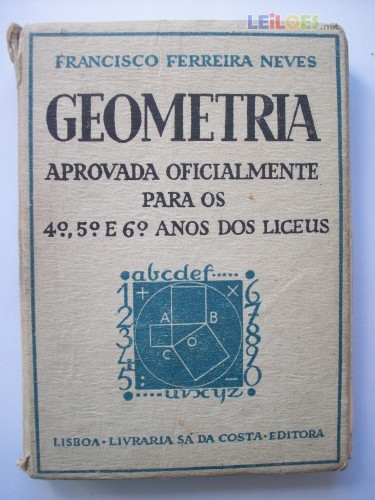 LEiLOES.net
FRANCISCO FERREIRA NEVES
GEOMETRIA
APROVADA OFICIALMENTE
PARA OS
4º, 5º E 6º ANOS DOS LICEUS
abcdef.....
1 + × 6
2 A B 7
3 8
4 C O 9
5 : - 0
.....uvxyz
LISBOA · LIVRARIA SÁ DA COSTA · EDITORA